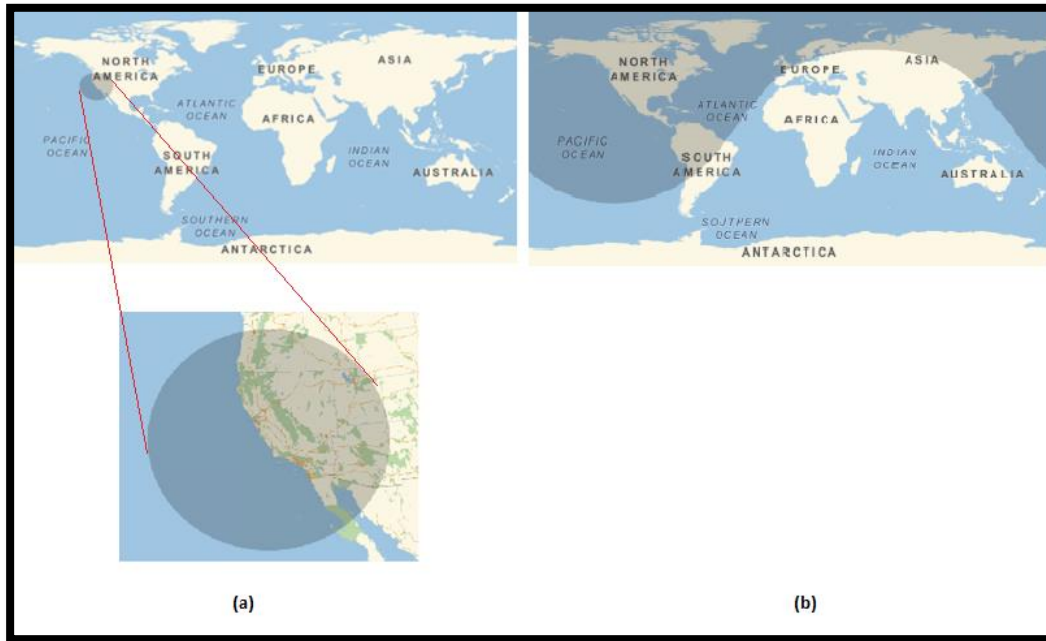 NORTH
AMERICA
EUROPE
ASIA
ATLANTIC
OCEAN
AFRICA
PACIFIC
OCEAN
INDIAN
OCEAN
SOUTH
AMERICA
AUSTRALIA
SOUTHERN
OCEAN
ANTARCTICA
NORTH
AMERICA
EUROPE
ASIA
ATLANTIC
OCEAN
AFRICA
PACIFIC
OCEAN
INDIAN
OCEAN
SOUTH
AMERICA
AUSTRALIA
SOJTPERN
OCEAN
ANTARCTICA
(a)
(b)